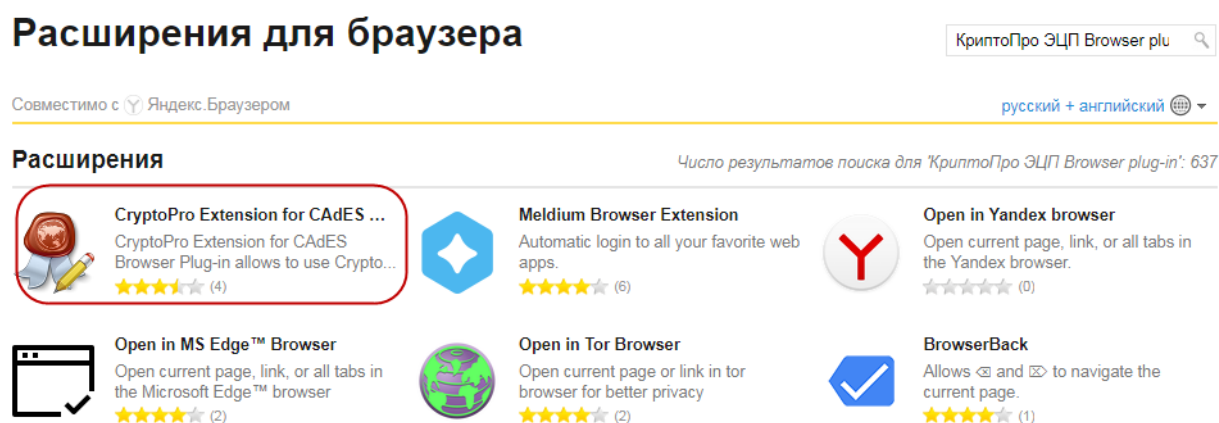 Расширения для браузера
КриптоПро ЭЦП Browser plu
Совместимо с Яндекс.Браузером
русский + английский
Расширения
Число результатов поиска для 'КриптоПро ЭЦП Browser plug-in': 637
CryptoPro Extension for CAdES ...
CryptoPro Extension for CAdES
Browser Plug-in allows to use Crypto...
(4)
Meldium Browser Extension
Automatic login to all your favorite web
apps.
(6)
Open in Yandex browser
Open current page, link, or all tabs in
the Yandex browser.
(0)
Open in MS Edge™ Browser
Open current page, link, or all tabs in
the Microsoft Edge™ browser
(2)
Open in Tor Browser
Open current page or link in tor
browser for better privacy
(2)
BrowserBack
Allows ⌫ and ⌦ to navigate the
current page.
(1)